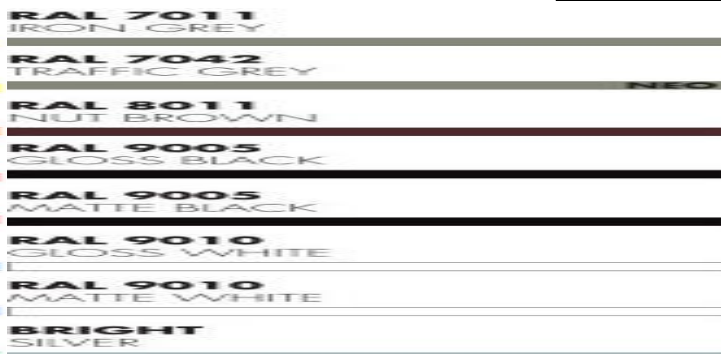 RAL 7011
IRON GREY
RAL 7042
TRAFFIC GREY
NEO
RAL 8011
NUT BROWN
RAL 9005
GLOSS BLACK
RAL 9005
MATTE BLACK
RAL 9010
GLOSS WHITE
RAL 9010
MATTE WHITE
BRIGHT
SILVER